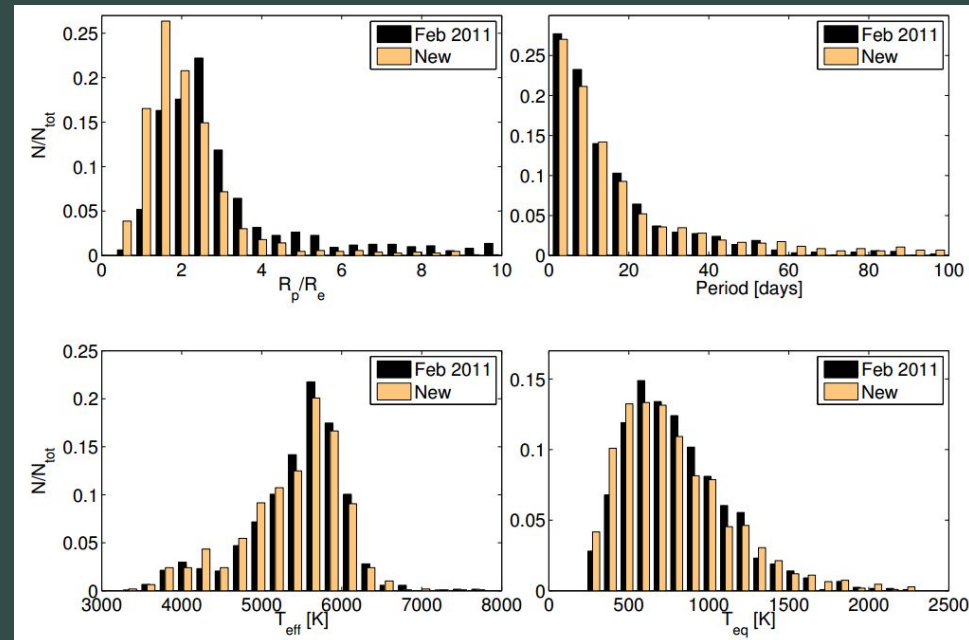 0.25
0.2
0.15
0.1
0.05
0
N/N_tot
0 2 4 6 8 10
R_p/R_e
Feb 2011
New
0.25
0.2
0.15
0.1
0.05
0
0 20 40 60 80 100
Period [days]
Feb 2011
New
0.25
0.2
0.15
0.1
0.05
0
N/N_tot
3000 4000 5000 6000 7000 8000
T_eff [K]
Feb 2011
New
0.15
0.1
0.05
0
0 500 1000 1500 2000 2500
T_eq [K]
Feb 2011
New